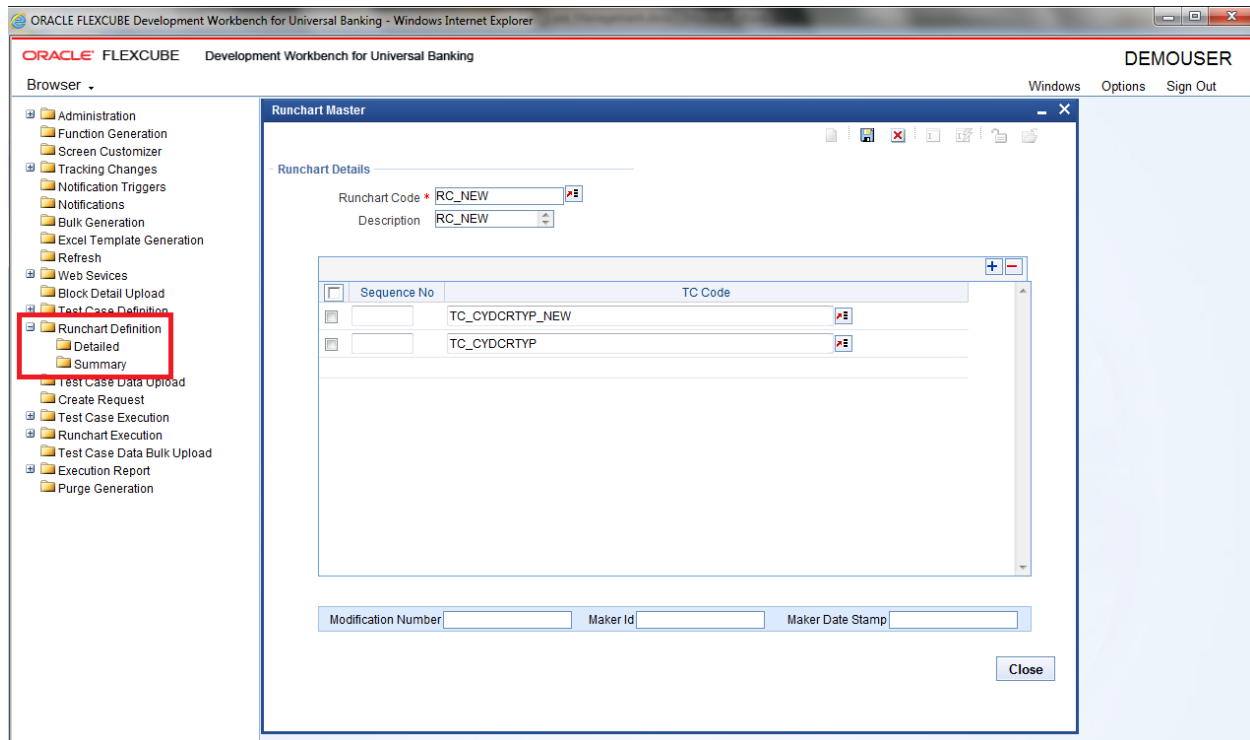 ORACLE FLEXCUBE Development Workbench for Universal Banking - Windows Internet Explorer
ORACLE FLEXCUBE Development Workbench for Universal Banking
DEMOUSER
Browser
Windows Options Sign Out
Administration
Function Generation
Screen Customizer
Tracking Changes
Notification Triggers
Notifications
Bulk Generation
Excel Template Generation
Refresh
Web Sevices
Block Detail Upload
Test Case Definition
Runchart Definition
Detailed
Summary
Test Case Data Upload
Create Request
Test Case Execution
Runchart Execution
Test Case Data Bulk Upload
Execution Report
Purge Generation
Runchart Master
Runchart Details
Runchart Code * RC_NEW
Description RC_NEW
Sequence No TC Code
TC_CYDCRTYP_NEW
TC_CYDCRTYP
Modification Number Maker Id Maker Date Stamp
Close